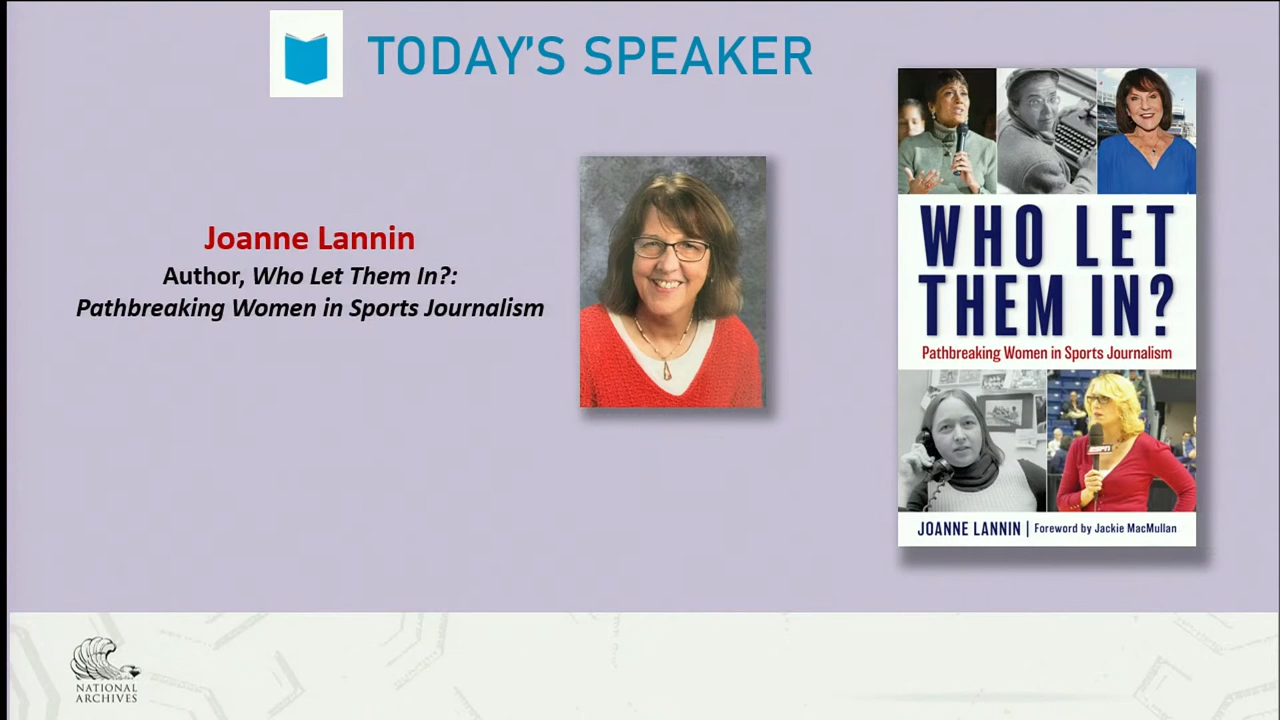 TODAY'S SPEAKER
Joanne Lannin
Author, Who Let Them In?:
Pathbreaking Women in Sports Journalism
WHO LET
THEM IN?
Pathbreaking Women in Sports Journalism
ESPN
JOANNE LANNIN | Foreword by Jackie MacMullan
NATIONAL
ARCHIVES